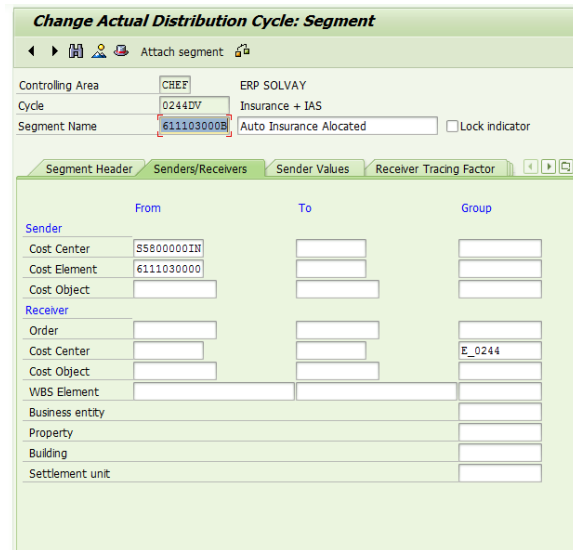 Change Actual Distribution Cycle: Segment
Attach segment
Controlling Area CHEF ERP SOLVAY
Cycle 0244DV Insurance + IAS
Segment Name 611103000B Auto Insurance Alocated Lock indicator
Segment Header Senders/Receivers Sender Values Receiver Tracing Factor
From To Group
Sender
Cost Center S5800000IN
Cost Element 6111030000
Cost Object
Receiver
Order
Cost Center E_0244
Cost Object
WBS Element
Business entity
Property
Building
Settlement unit